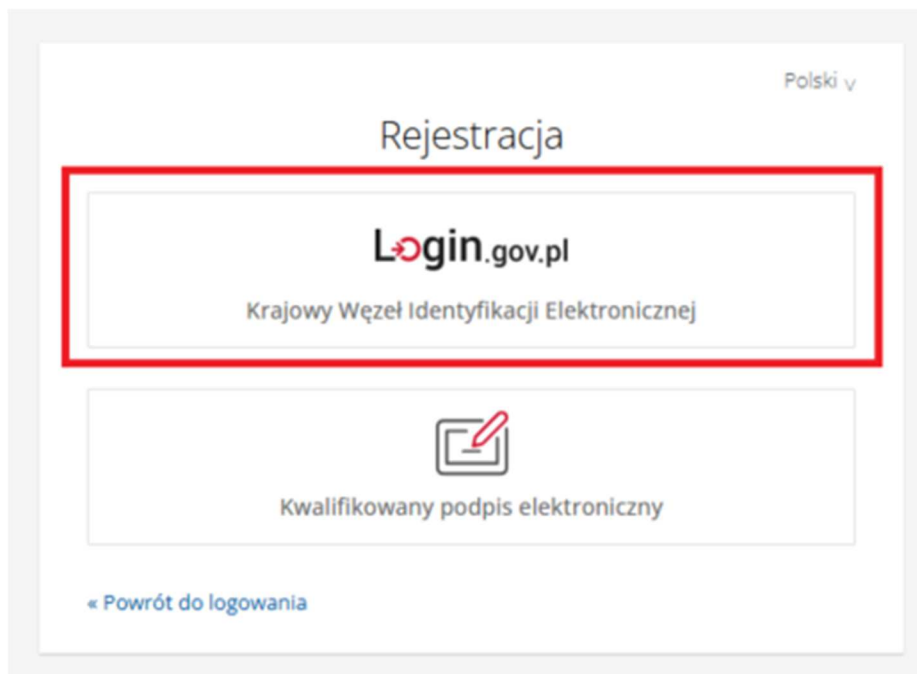 Polski
Rejestracja
Login.gov.pl
Krajowy Węzeł Identyfikacji Elektronicznej
Kwalifikowany podpis elektroniczny
« Powrót do logowania